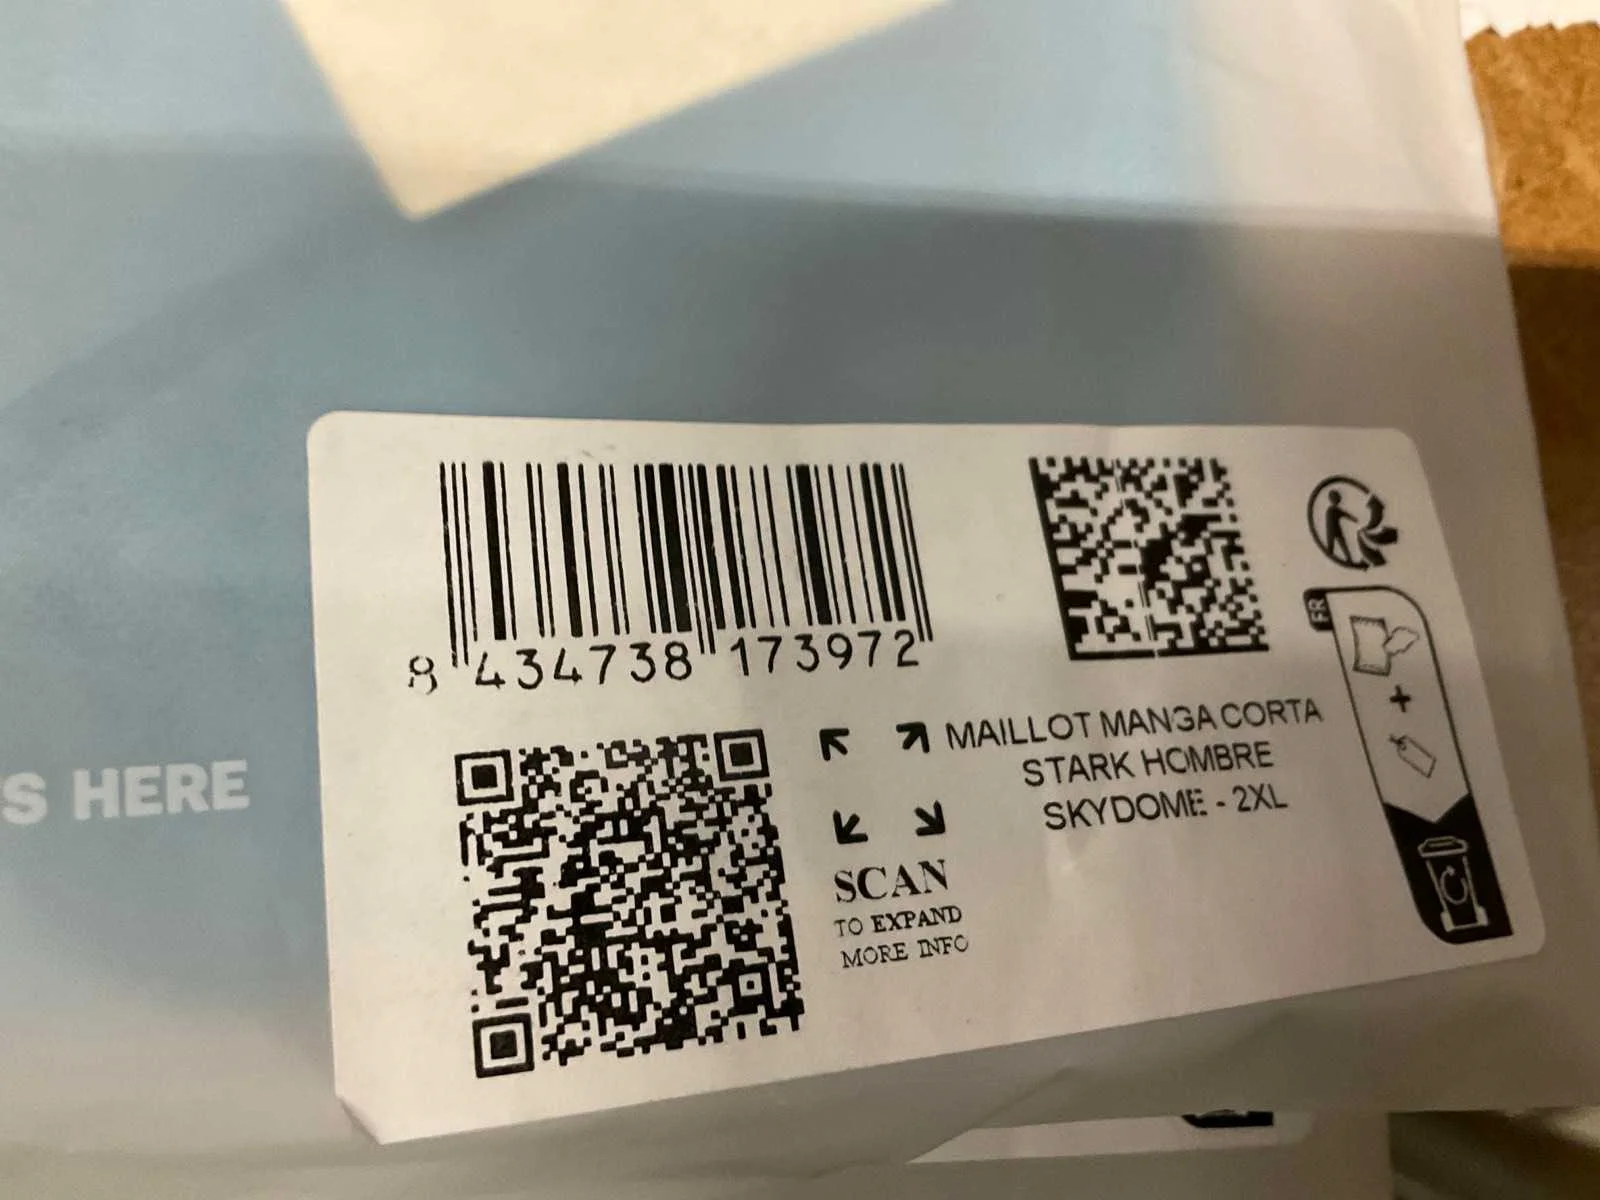 S HERE
8 434738 173972
MAILLOT MANGA CORTA
STARK HOMBRE
SKYDOME - 2XL
SCAN
TO EXPAND
MORE INFO
FR
+